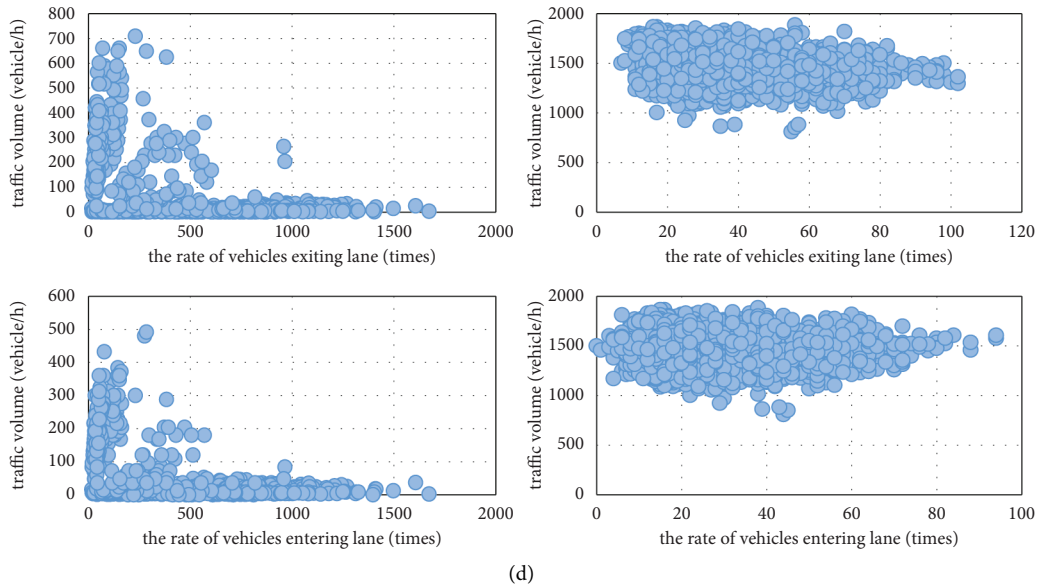 traffic volume (vehicle/h)
800
700
600
500
400
300
200
100
0
0 500 1000 1500 2000
the rate of vehicles exiting lane (times)
traffic volume (vehicle/h)
2000
1500
1000
500
0
0 20 40 60 80 100 120
the rate of vehicles exiting lane (times)
traffic volume (vehicle/h)
600
500
400
300
200
100
0
0 500 1000 1500 2000
the rate of vehicles entering lane (times)
traffic volume (vehicle/h)
2000
1500
1000
500
0
0 20 40 60 80 100
the rate of vehicles entering lane (times)
(d)